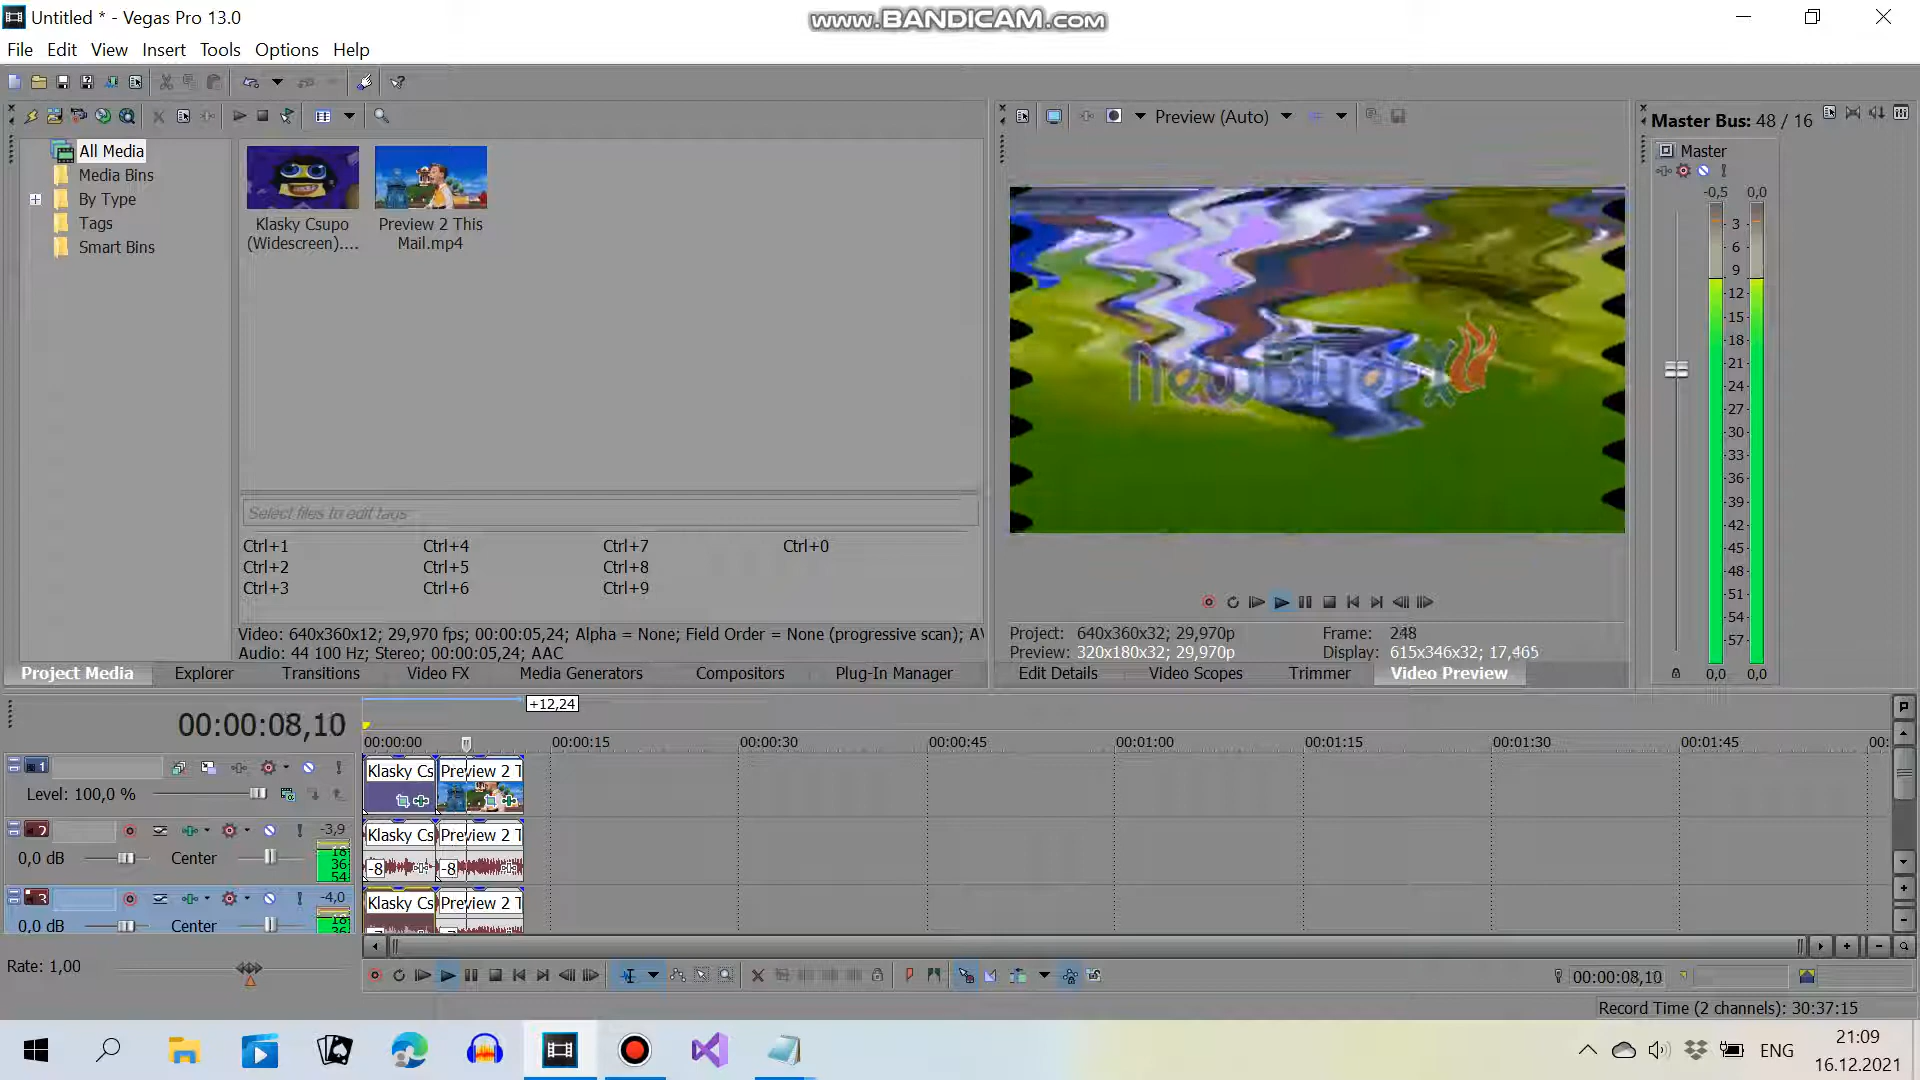 Untitled * - Vegas Pro 13.0
www.BANDICAM.com
File Edit View Insert Tools Options Help
Preview (Auto)
Master Bus: 48 / 16
All Media
Media Bins
By Type
Tags
Smart Bins
Klasky Csupo
(Widescreen)....
Preview 2 This
Mail.mp4
NewBlueFX
Master
-0,5 0,0
3
6
9
-12
-15
-18
-21
-24
-27
-30
-33
-36
-39
-42
-45
-48
-51
-54
-57
0,0 0,0
Select files to edit tags
Ctrl+1 Ctrl+4 Ctrl+7 Ctrl+0
Ctrl+2 Ctrl+5 Ctrl+8
Ctrl+3 Ctrl+6 Ctrl+9
Video: 640x360x12; 29,970 fps; 00:00:05,24; Alpha = None; Field Order = None (progressive scan); AV
Audio: 44 100 Hz; Stereo; 00:00:05,24; AAC
Project: 640x360x32; 29,970p Frame: 248
Preview: 320x180x32; 29,970p Display: 615x346x32; 17,465
Project Media Explorer Transitions Video FX Media Generators Compositors Plug-In Manager
Edit Details Video Scopes Trimmer Video Preview
00:00:08,10
+12,24
00:00:00 00:00:15 00:00:30 00:00:45 00:01:00 00:01:15 00:01:30 00:01:45 00:
1
Level: 100,0 %
Klasky Cs Preview 2 T
2
-3,9
0,0 dB Center
18
36
54
Klasky Cs Preview 2 T
-8 -8
3
-4,0
0,0 dB Center
18
36
Klasky Cs Preview 2 T
Rate: 1,00
00:00:08,10
Record Time (2 channels): 30:37:15
ENG
21:09
16.12.2021